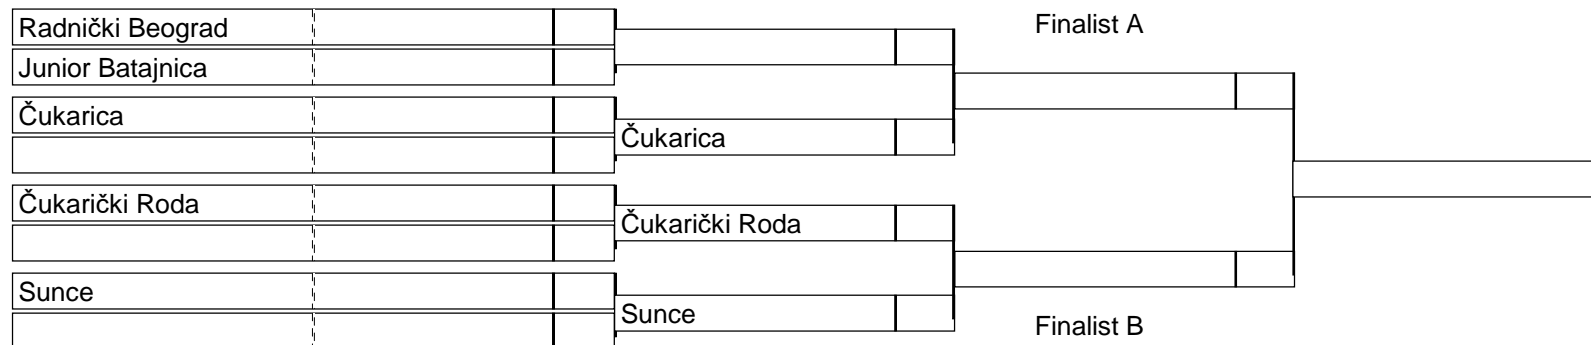 Radnički Beograd
Finalist A
Junior Batajnica
Čukarica
Čukarica
Čukarički Roda
Čukarički Roda
Sunce
Sunce
Finalist B